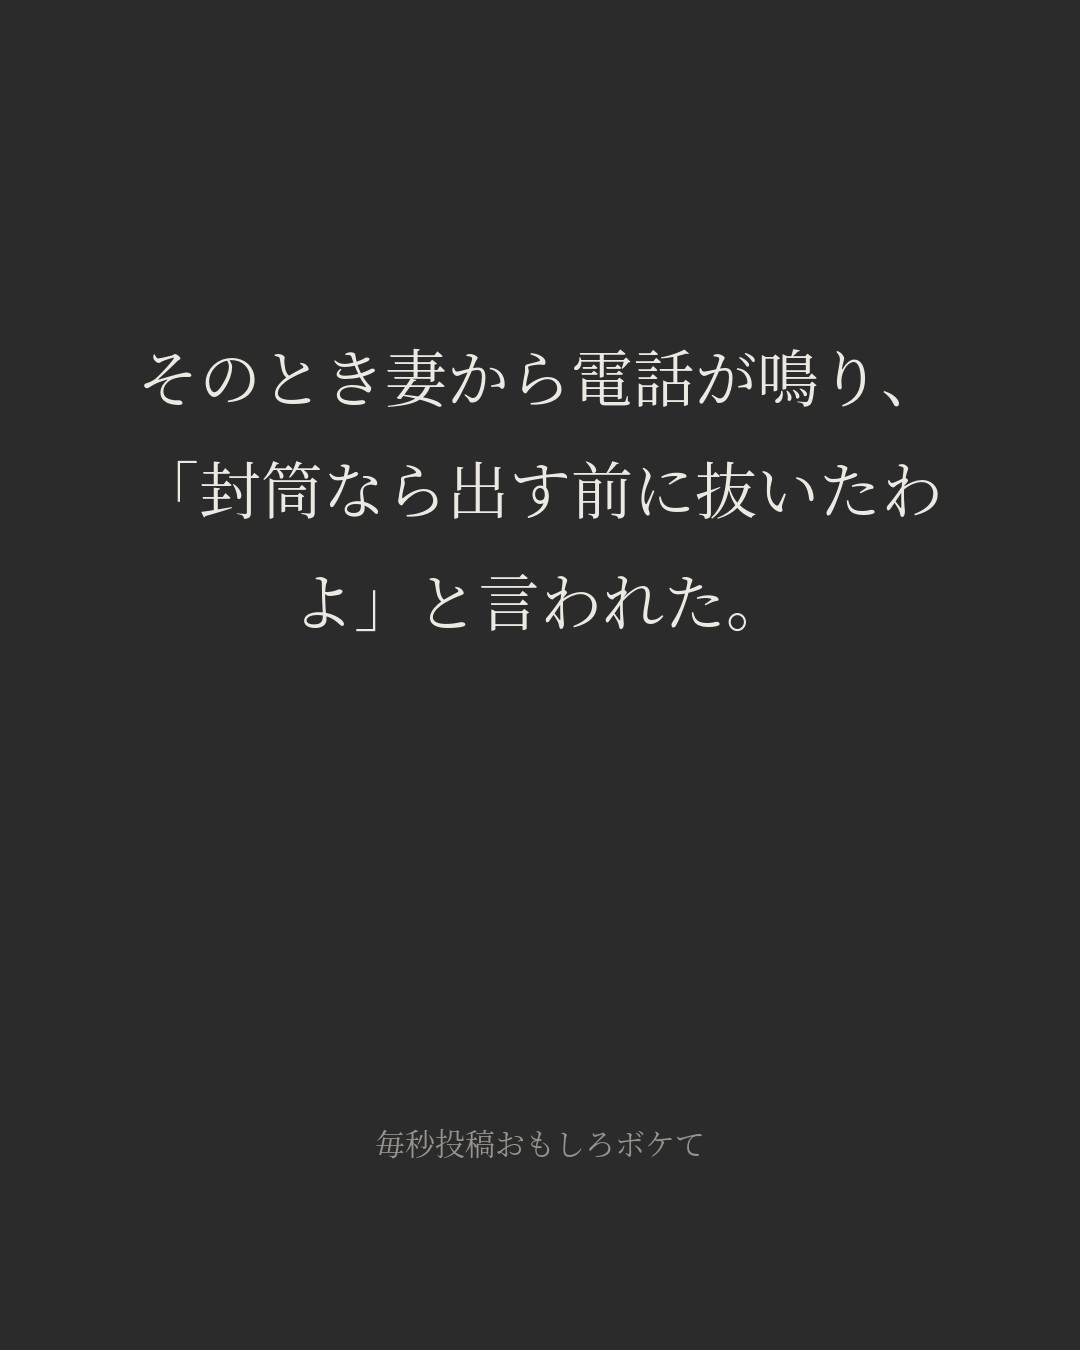 そのとき妻から電話が鳴り、
「封筒なら出す前に抜いたわ
よ」と言われた。
毎秒投稿おもしろボケて